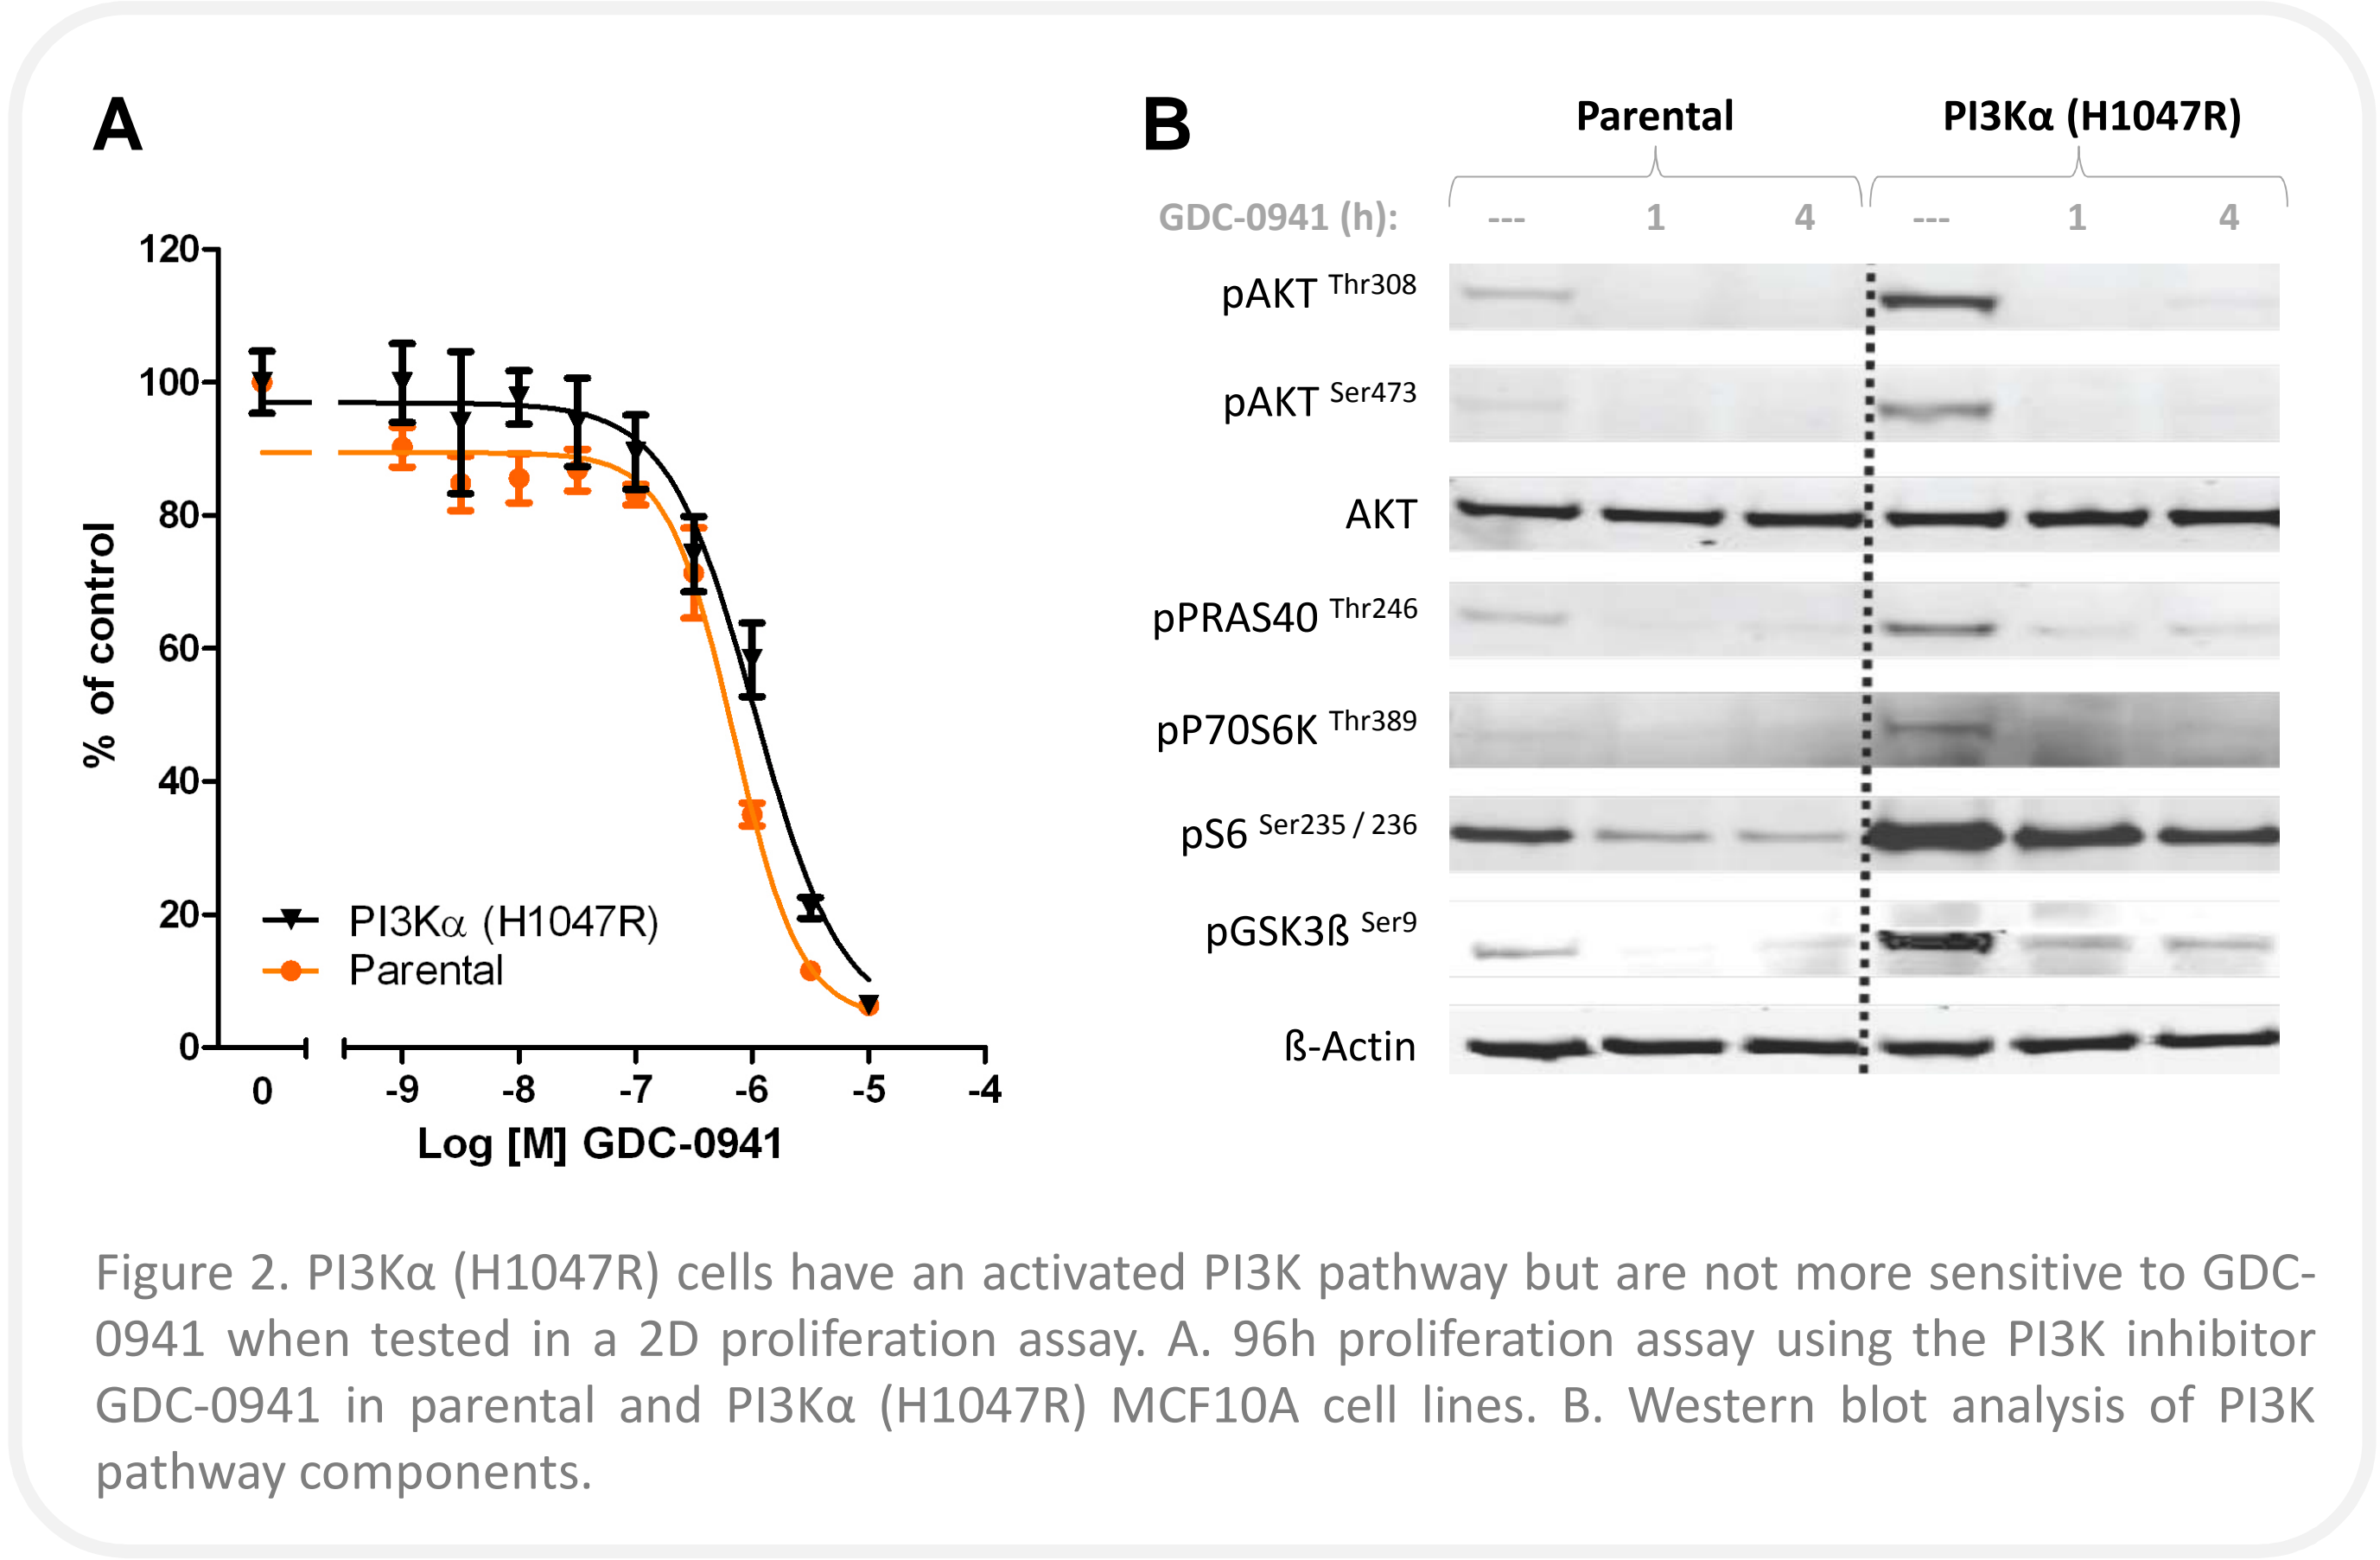 A
120
100
80
60
40
20
0
% of control
PI3Kα (H1047R)
Parental
0 -9 -8 -7 -6 -5 -4
Log [M] GDC-0941
B
Parental PI3Kα (H1047R)
GDC-0941 (h): --- 1 4 --- 1 4
pAKT Thr308
pAKT Ser473
AKT
pPRAS40 Thr246
pP70S6K Thr389
pS6 Ser235 / 236
pGSK3ß Ser9
ß-Actin
Figure 2. PI3Kα (H1047R) cells have an activated PI3K pathway but are not more sensitive to GDC-
0941 when tested in a 2D proliferation assay. A. 96h proliferation assay using the PI3K inhibitor
GDC-0941 in parental and PI3Kα (H1047R) MCF10A cell lines. B. Western blot analysis of PI3K
pathway components.